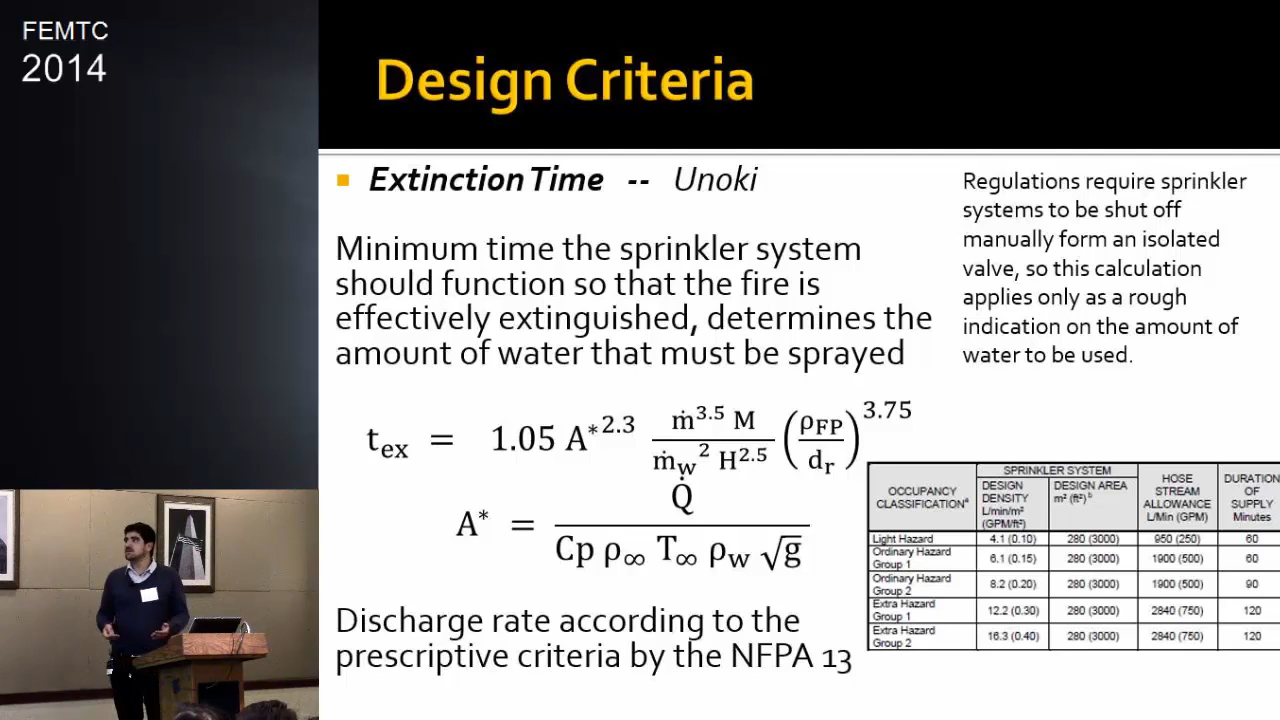 FEMTC
2014
Design Criteria
Extinction Time -- Unoki
Minimum time the sprinkler system
should function so that the fire is
effectively extinguished, determines the
amount of water that must be sprayed
Regulations require sprinkler
systems to be shut off
manually form an isolated
valve, so this calculation
applies only as a rough
indication on the amount of
water to be used.
t_ex = 1.05 A*^2.3 (ṁ^3.5 M)/(ṁ_w^2 H^2.5) (ρ_FP/d_r)^3.75
A* = Q̇/(Cp ρ_∞ T_∞ ρ_w √g)
Discharge rate according to the
prescriptive criteria by the NFPA 13
OCCUPANCY
CLASSIFICATION^a
SPRINKLER SYSTEM
DESIGN
DENSITY
L/min/m²
(GPM/ft²)
DESIGN AREA
m² (ft²)^b
HOSE
STREAM
ALLOWANCE
L/Min (GPM)
DURATION
OF
SUPPLY
Minutes
Light Hazard 4.1 (0.10) 280 (3000) 950 (250) 60
Ordinary Hazard
Group 1 6.1 (0.15) 280 (3000) 1900 (500) 60
Ordinary Hazard
Group 2 8.2 (0.20) 280 (3000) 1900 (500) 90
Extra Hazard
Group 1 12.2 (0.30) 280 (3000) 2840 (750) 120
Extra Hazard
Group 2 16.3 (0.40) 280 (3000) 2840 (750) 120